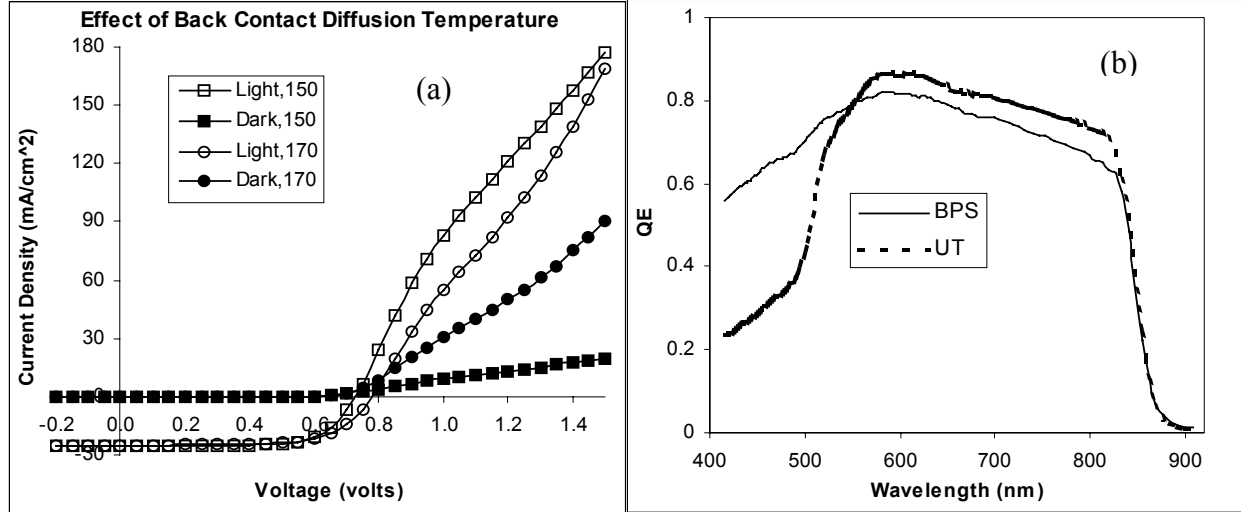 Effect of Back Contact Diffusion Temperature
(a)
Light,150
Dark,150
Light,170
Dark,170
Current Density (mA/cm^2)
180
150
120
90
60
30
0
-30
-0.2 0.0 0.2 0.4 0.6 0.8 1.0 1.2 1.4
Voltage (volts)
(b)
BPS
UT
QE
1
0.8
0.6
0.4
0.2
0
400 500 600 700 800 900
Wavelength (nm)